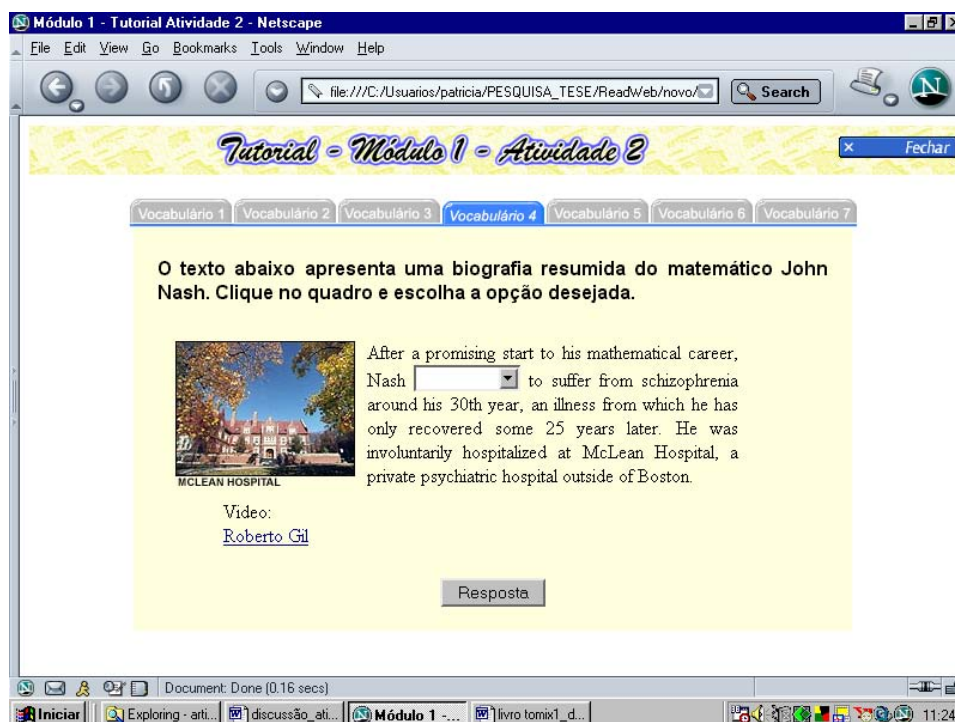 Módulo 1 - Tutorial Atividade 2 - Netscape
File Edit View Go Bookmarks Tools Window Help
file:///C:/Usuarios/patricia/PESQUISA_TESE/ReadWeb/novo/ Search
Tutorial - Módulo 1 - Atividade 2
× Fechar
Vocabulário 1 Vocabulário 2 Vocabulário 3 Vocabulário 4 Vocabulário 5 Vocabulário 6 Vocabulário 7
O texto abaixo apresenta uma biografia resumida do matemático John
Nash. Clique no quadro e escolha a opção desejada.
After a promising start to his mathematical career,
Nash to suffer from schizophrenia
around his 30th year, an illness from which he has
only recovered some 25 years later. He was
involuntarily hospitalized at McLean Hospital, a
private psychiatric hospital outside of Boston.
MCLEAN HOSPITAL
Video:
Roberto Gil
Resposta
Document: Done (0.16 secs)
Iniciar Exploring - arti... discussão_ati... Módulo 1 -... livro tomix1_d... 11:24